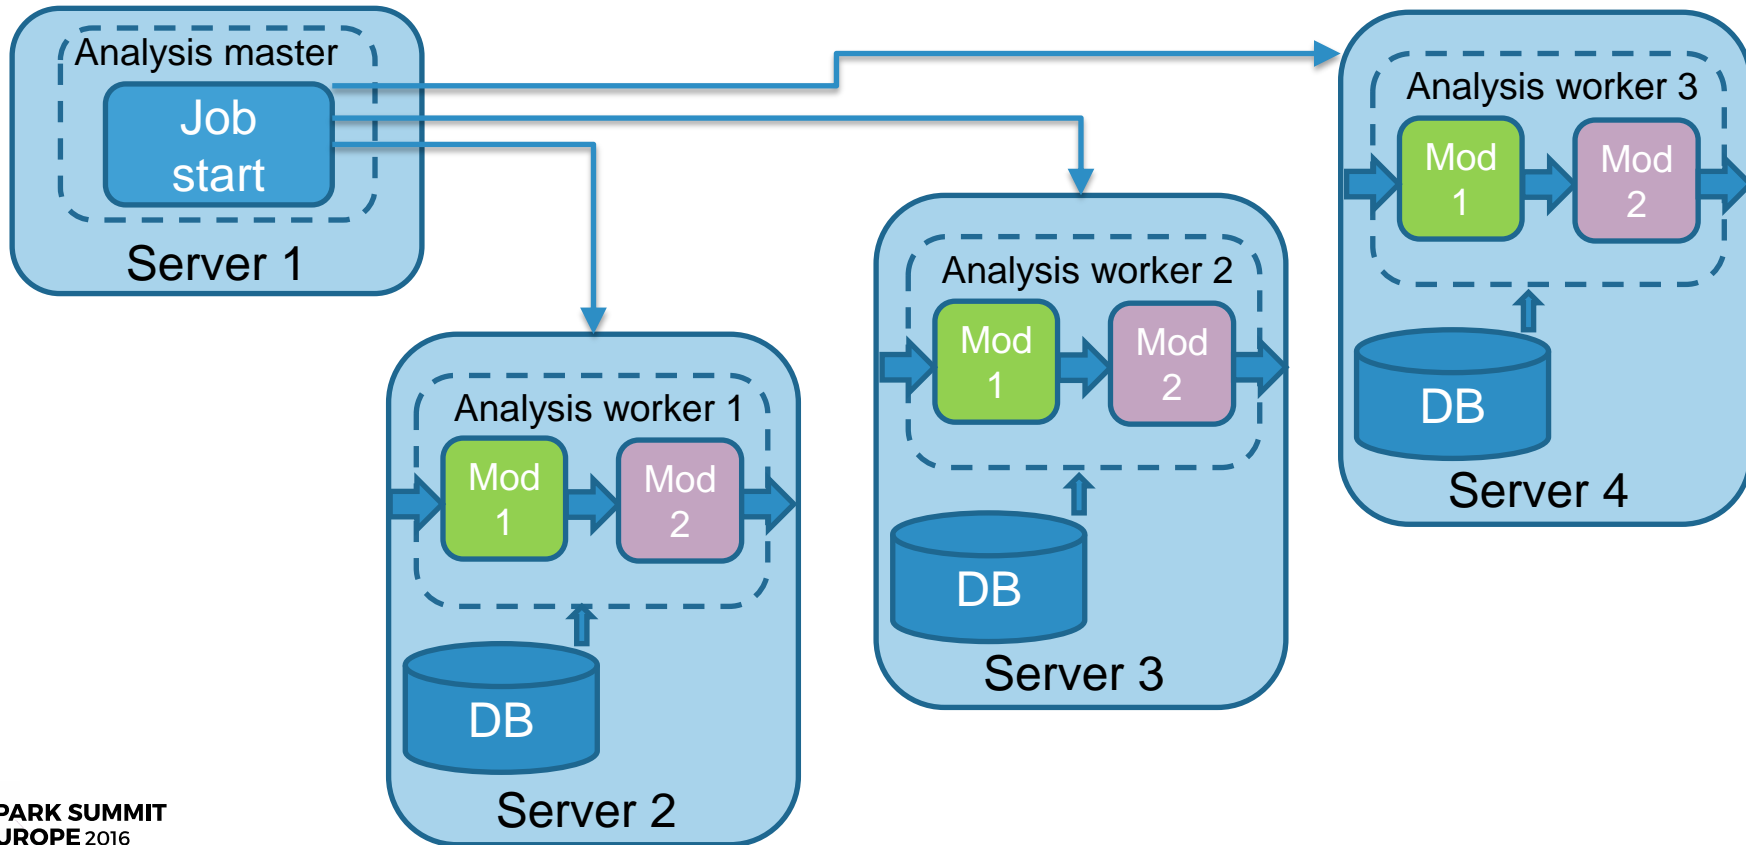 Analysis master
Job
start
Server 1
Analysis worker 1
Mod
1
Mod
2
DB
Server 2
Analysis worker 2
Mod
1
Mod
2
DB
Server 3
Analysis worker 3
Mod
1
Mod
2
DB
Server 4
PARK SUMMIT
UROPE 2016